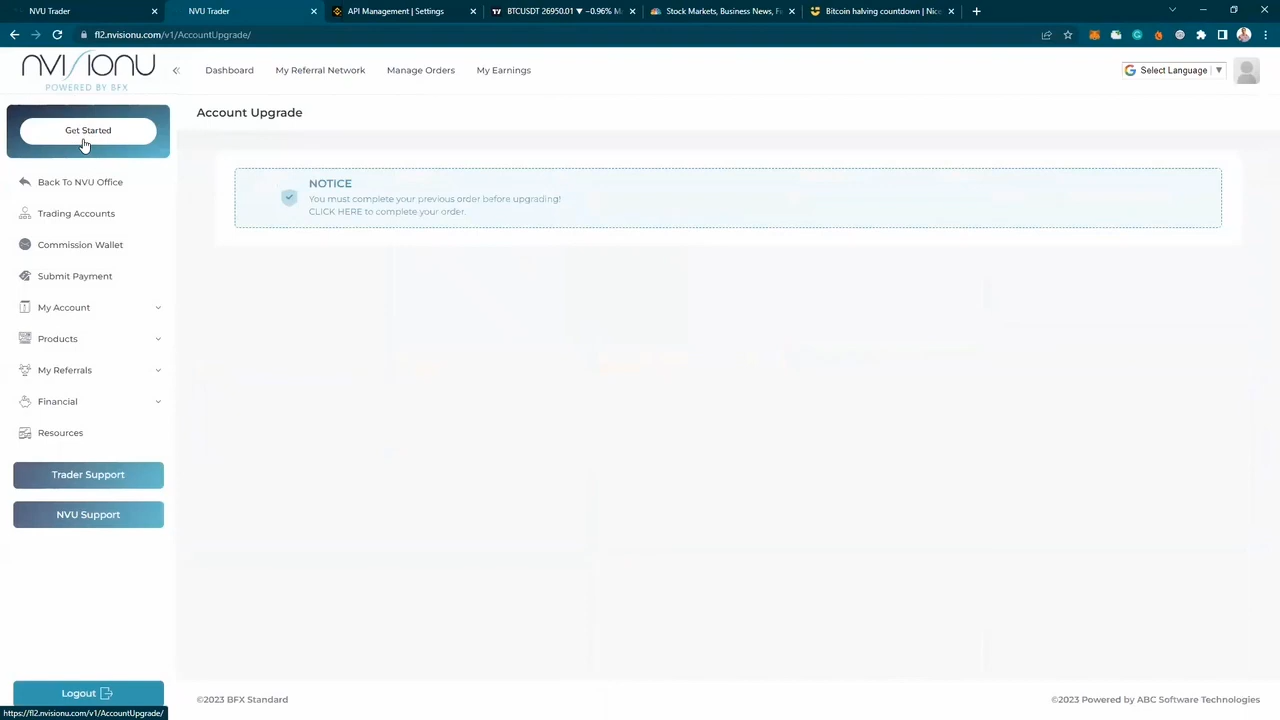 NVU Trader
NVU Trader
API Management | Settings
BTCUSDT 26950.01 ▼ −0.96%
Stock Markets, Business News, F
Bitcoin halving countdown | Nic
fl2.nvisionu.com/v1/AccountUpgrade/
nvisionu
POWERED BY BFX
Dashboard
My Referral Network
Manage Orders
My Earnings
Select Language
Get Started
Account Upgrade
NOTICE
You must complete your previous order before upgrading!
CLICK HERE to complete your order.
Back To NVU Office
Trading Accounts
Commission Wallet
Submit Payment
My Account
Products
My Referrals
Financial
Resources
Trader Support
NVU Support
Logout
©2023 BFX Standard
©2023 Powered by ABC Software Technologies
https://fl2.nvisionu.com/v1/AccountUpgrade/